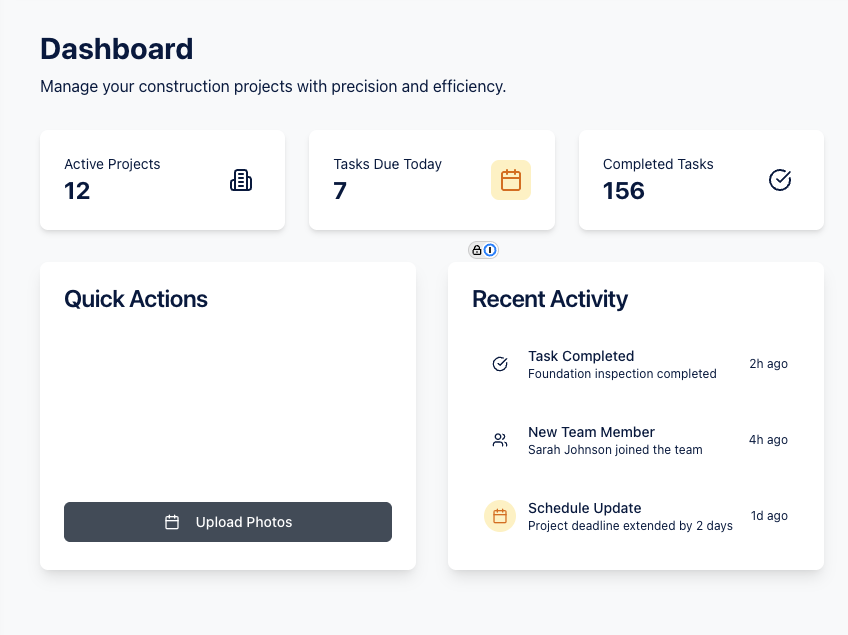 Dashboard
Manage your construction projects with precision and efficiency.
Active Projects
12
Tasks Due Today
7
Completed Tasks
156
Quick Actions
Upload Photos
Recent Activity
Task Completed
Foundation inspection completed
2h ago
New Team Member
Sarah Johnson joined the team
4h ago
Schedule Update
Project deadline extended by 2 days
1d ago